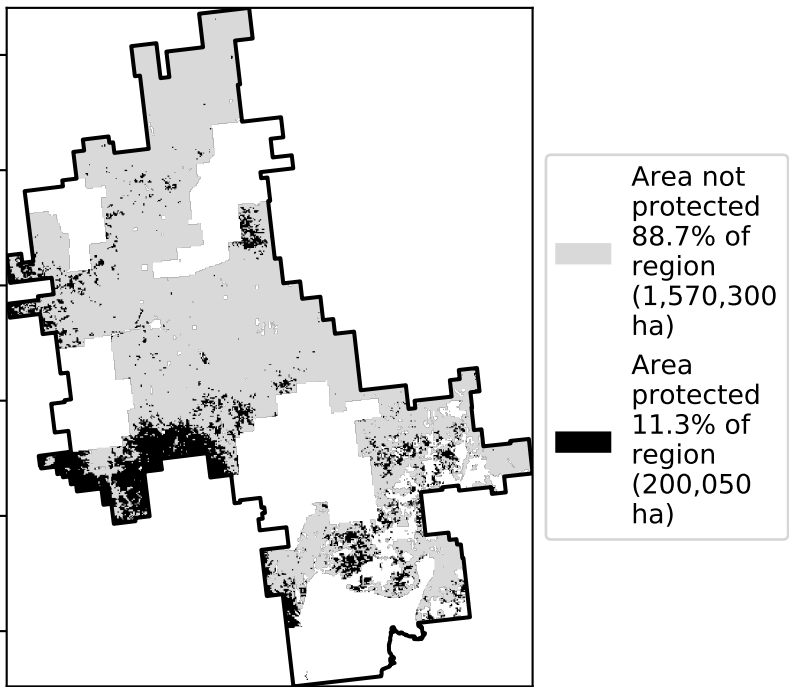 Area not
protected
88.7% of
region
(1,570,300
ha)
Area
protected
11.3% of
region
(200,050
ha)